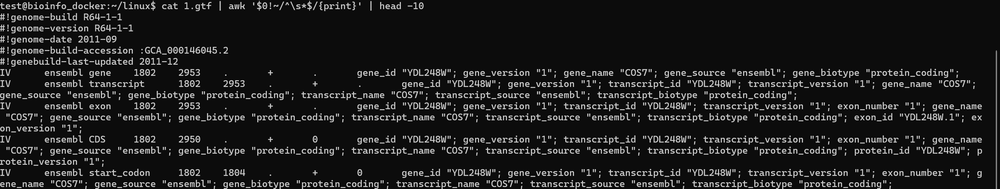 test@bioinfo_docker:~/linux$ cat 1.gtf | awk '$0!~/^\s*$/{print}' | head -10
#!genome-build R64-1-1
#!genome-version R64-1-1
#!genome-date 2011-09
#!genome-build-accession :GCA_000146045.2
#!genebuild-last-updated 2011-12
IV      ensembl gene    1802    2953    .       +       .       gene_id "YDL248W"; gene_version "1"; gene_name "COS7"; gene_source "ensembl"; gene_biotype "protein_coding";
IV      ensembl transcript      1802    2953    .       +       .       gene_id "YDL248W"; gene_version "1"; transcript_id "YDL248W"; transcript_version "1"; gene_name "COS7";
gene_source "ensembl"; gene_biotype "protein_coding"; transcript_name "COS7"; transcript_source "ensembl"; transcript_biotype "protein_coding";
IV      ensembl exon    1802    2953    .       +       .       gene_id "YDL248W"; gene_version "1"; transcript_id "YDL248W"; transcript_version "1"; exon_number "1"; gene_name
 "COS7"; gene_source "ensembl"; gene_biotype "protein_coding"; transcript_name "COS7"; transcript_source "ensembl"; transcript_biotype "protein_coding"; exon_id "YDL248W.1"; ex
on_version "1";
IV      ensembl CDS     1802    2950    .       +       0       gene_id "YDL248W"; gene_version "1"; transcript_id "YDL248W"; transcript_version "1"; exon_number "1"; gene_name
 "COS7"; gene_source "ensembl"; gene_biotype "protein_coding"; transcript_name "COS7"; transcript_source "ensembl"; transcript_biotype "protein_coding"; protein_id "YDL248W"; p
rotein_version "1";
IV      ensembl start_codon     1802    1804    .       +       0       gene_id "YDL248W"; gene_version "1"; transcript_id "YDL248W"; transcript_version "1"; exon_number "1"; g
ene_name "COS7"; gene_source "ensembl"; gene_biotype "protein_coding"; transcript_name "COS7"; transcript_source "ensembl"; transcript_biotype "protein_coding";